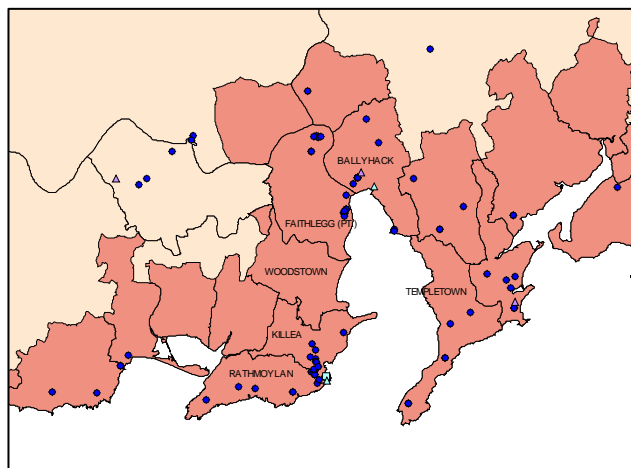 BALLYHACK
FAITHLEGG (PT.)
WOODSTOWN
TEMPLETOWN
KILLEA
RATHMOYLAN